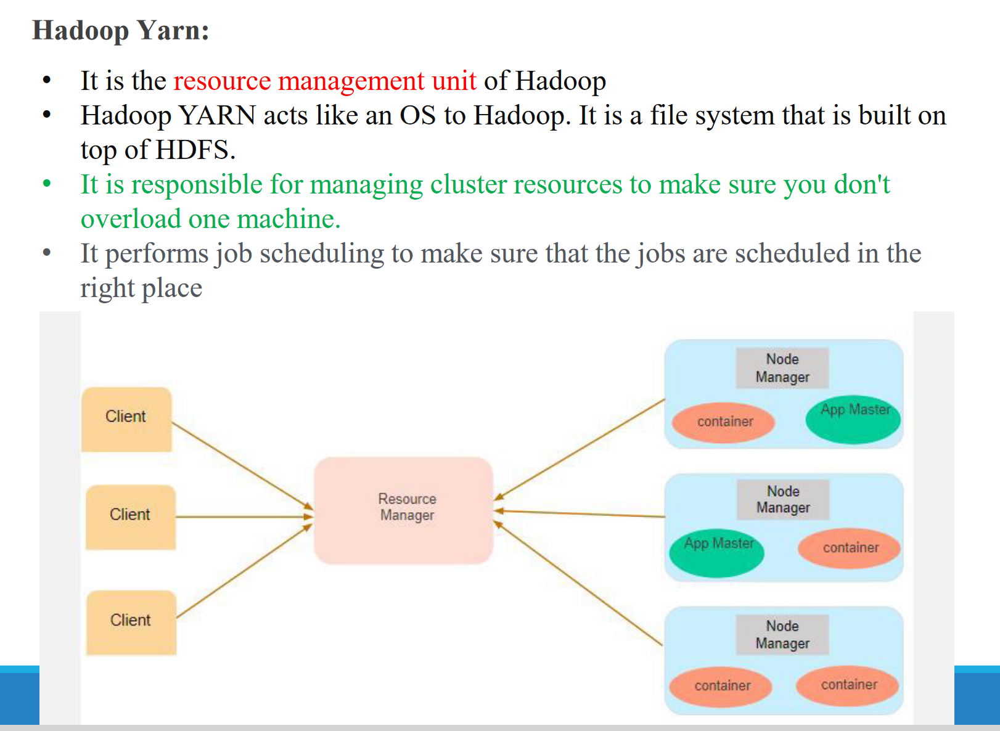 Hadoop Yarn:
• It is the resource management unit of Hadoop
• Hadoop YARN acts like an OS to Hadoop. It is a file system that is built on
top of HDFS.
• It is responsible for managing cluster resources to make sure you don't
overload one machine.
• It performs job scheduling to make sure that the jobs are scheduled in the
right place
Client
Client
Client
Resource
Manager
Node
Manager
container
App Master
Node
Manager
App Master
container
Node
Manager
container
container